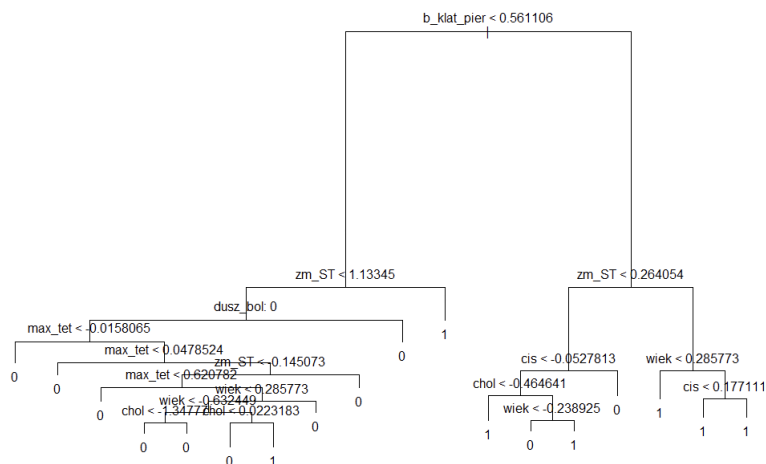 b_klat_pier < 0.561106
zm_ST < 1.13345
zm_ST < 0.264054
dusz_bol: 0
1
max_tet < -0.0158065
0
max_tet < 0.0478524
zm_ST < -0.145073
cis < -0.0527813
wiek < 0.285773
0
0
max_tet < 0.620782
0
chol < -0.464641
0
1
cis < 0.177111
0
wiek < 0.285773
wiek < -0.632449
0
1
wiek < -0.238925
1
1
chol < -1.34777
chol < 0.0223183
0
1
0
0
0
1